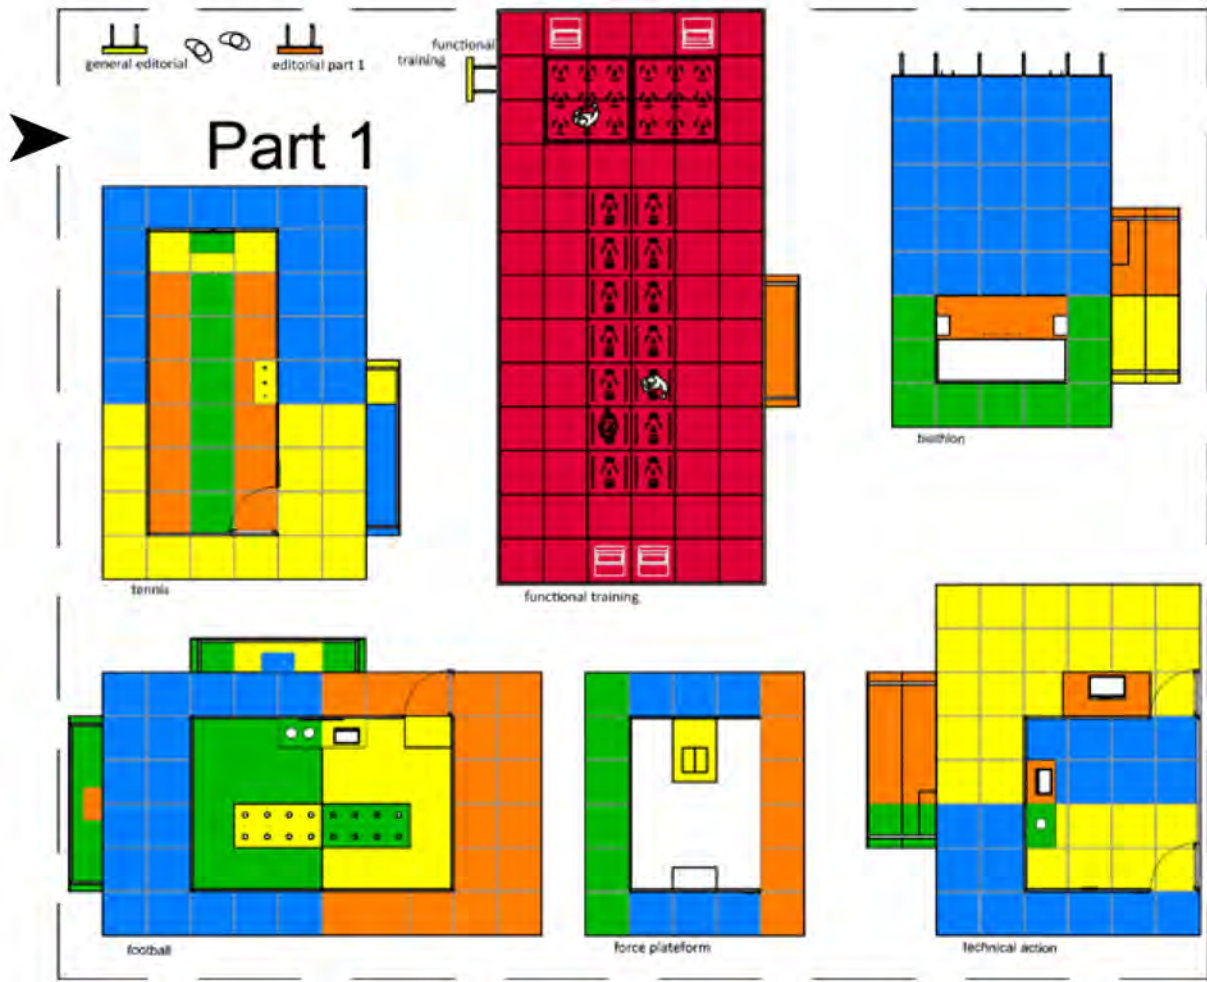 general editorial
editorial part 1
functional
training
Part 1
tennis
functional training
biathlon
football
force plateform
technical action